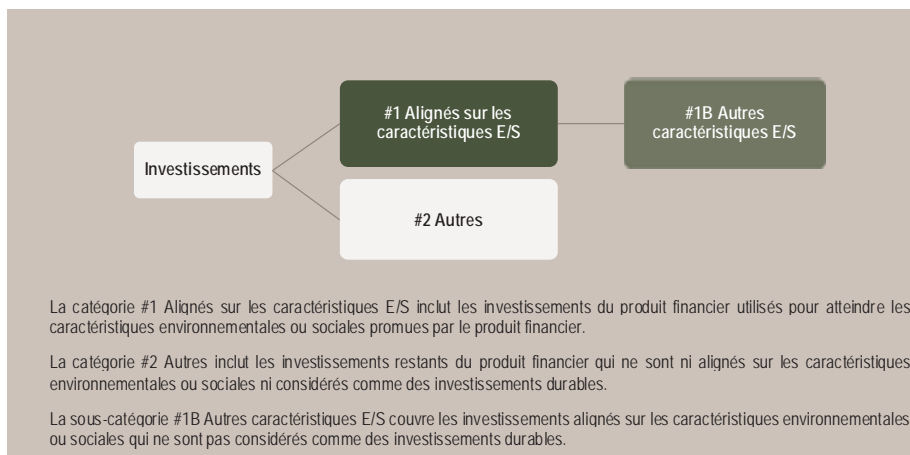 #1 Alignés sur les
caractéristiques E/S
#1B Autres
caractéristiques E/S
Investissements
#2 Autres
La catégorie #1 Alignés sur les caractéristiques E/S inclut les investissements du produit financier utilisés pour atteindre les
caractéristiques environnementales ou sociales promues par le produit financier.
La catégorie #2 Autres inclut les investissements restants du produit financier qui ne sont ni alignés sur les caractéristiques
environnementales ou sociales ni considérés comme des investissements durables.
La sous-catégorie #1B Autres caractéristiques E/S couvre les investissements alignés sur les caractéristiques environnementales
ou sociales qui ne sont pas considérés comme des investissements durables.